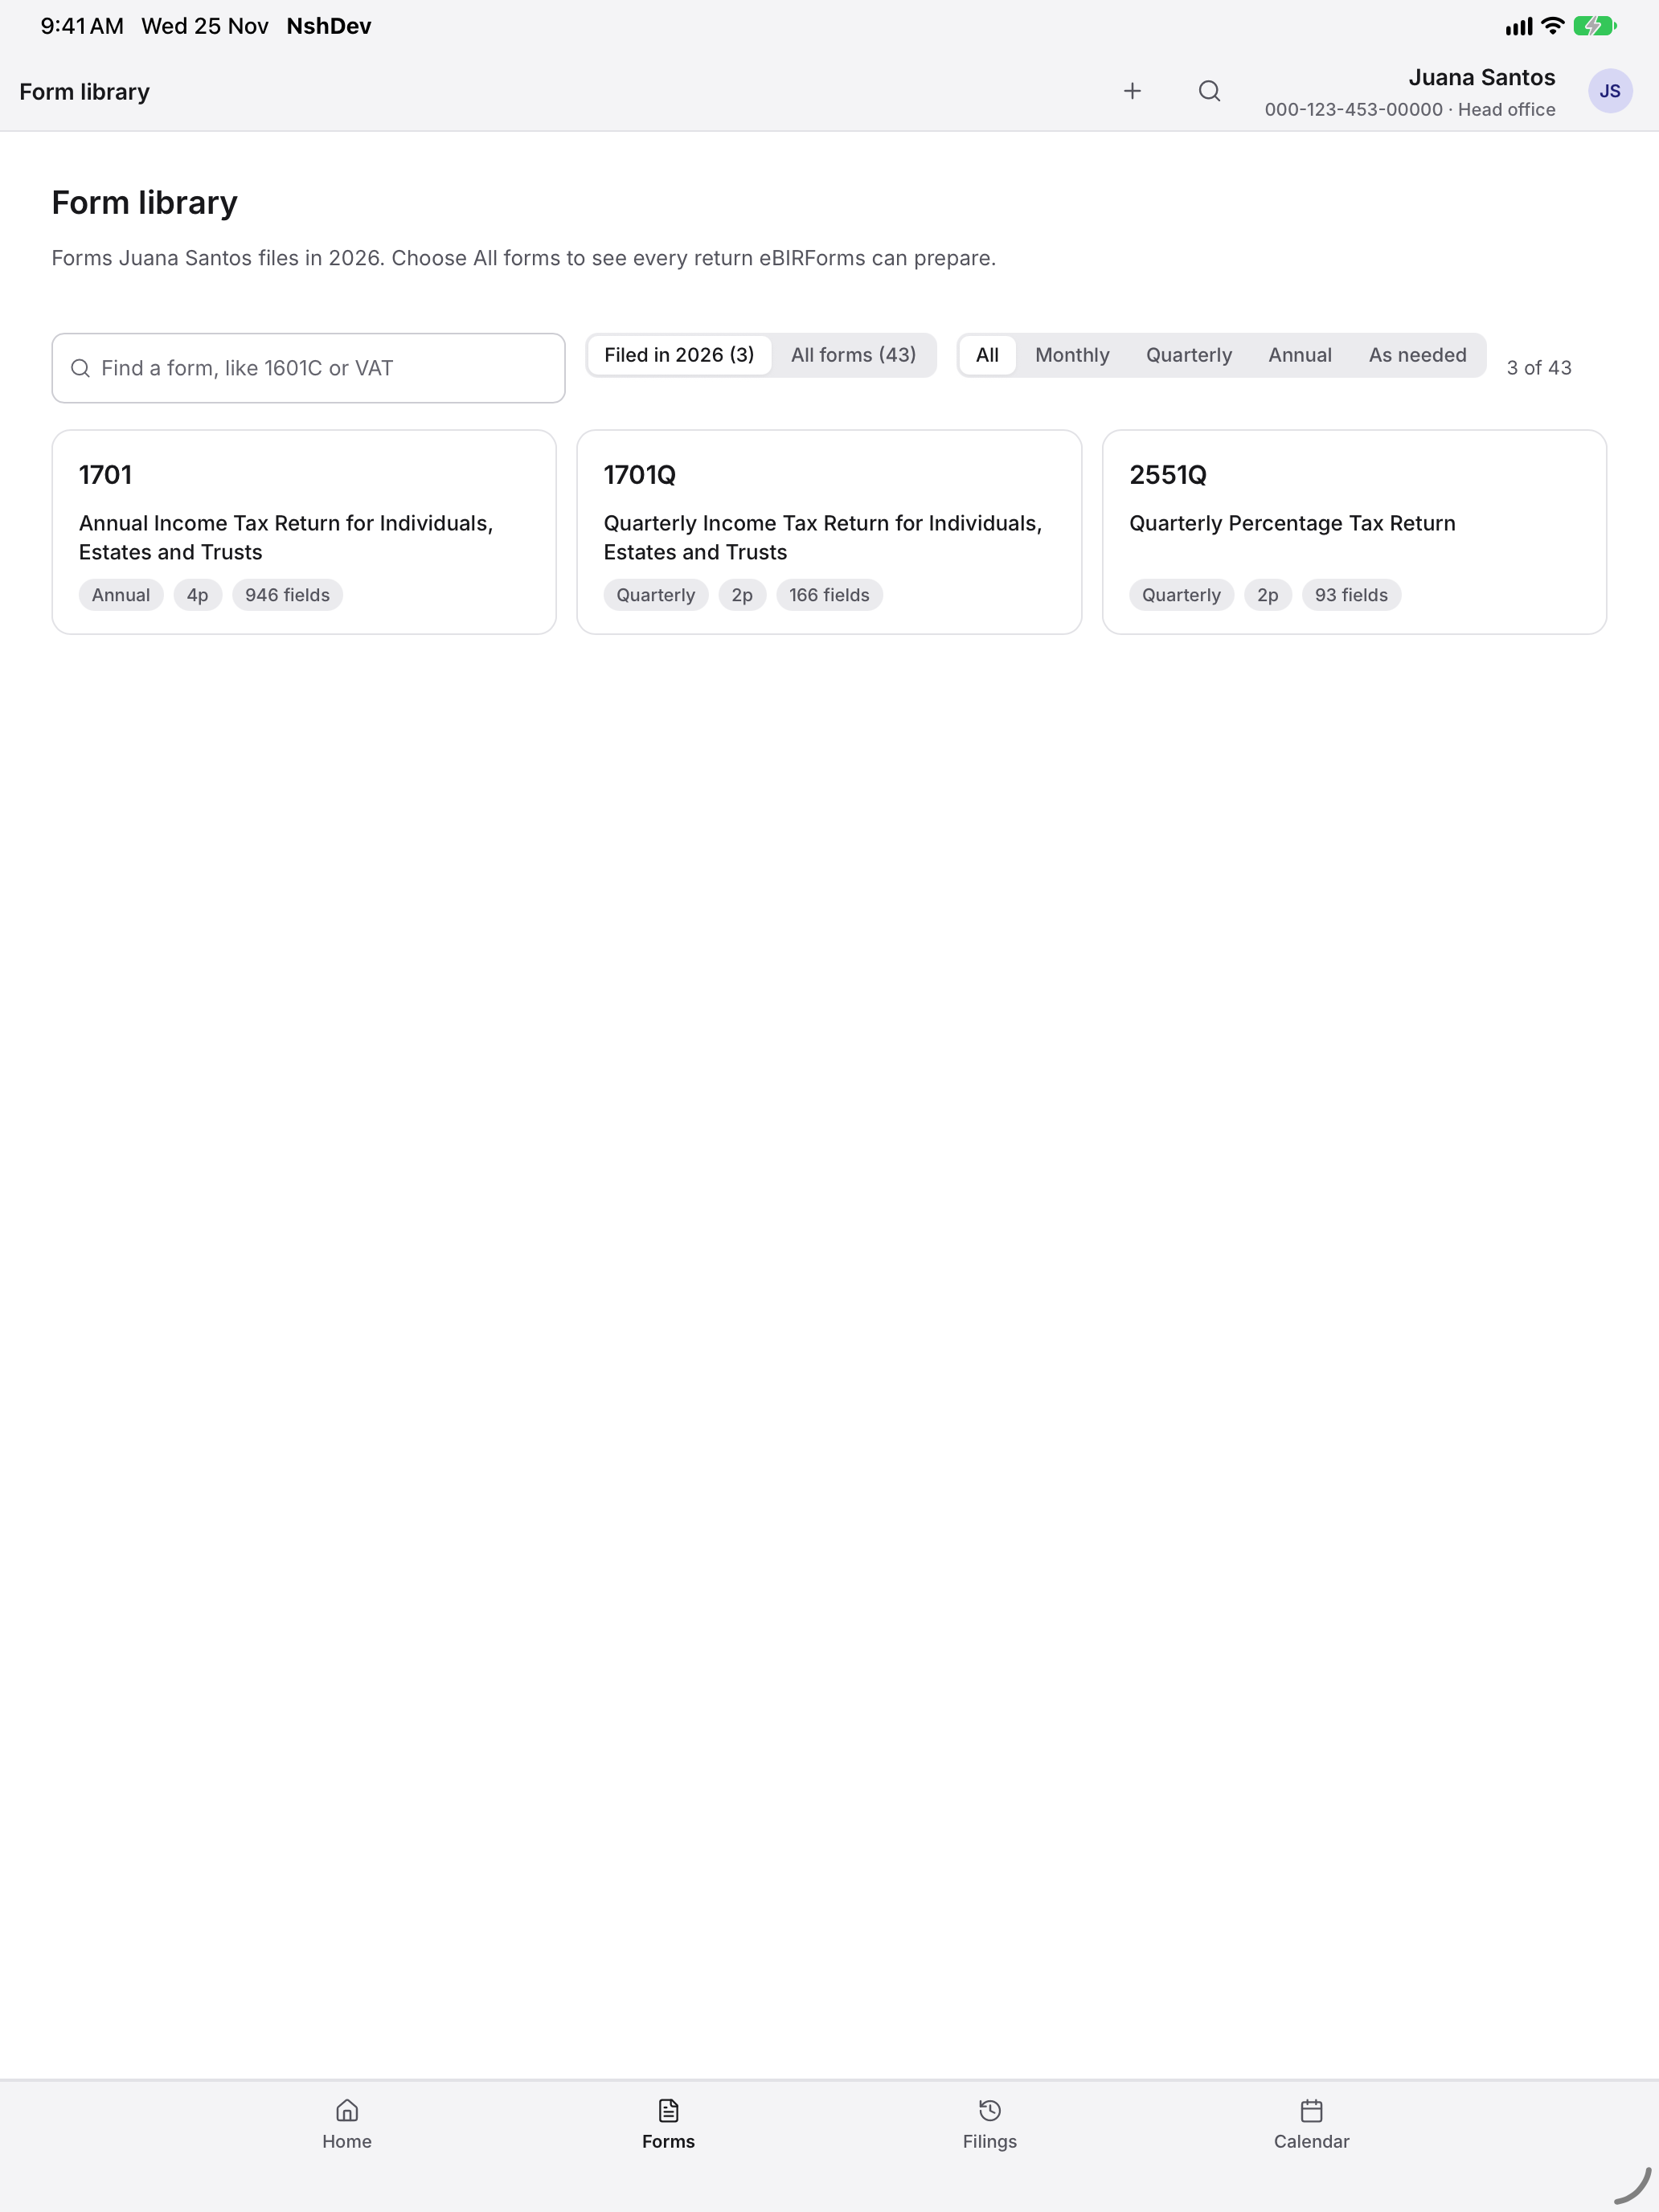 9:41 AM Wed 25 Nov NshDev
Form library
Juana Santos
000-123-453-00000 · Head office
JS
Form library
Forms Juana Santos files in 2026. Choose All forms to see every return eBIRForms can prepare.
Find a form, like 1601C or VAT
Filed in 2026 (3) All forms (43)
All Monthly Quarterly Annual As needed
3 of 43
1701
Annual Income Tax Return for Individuals,
Estates and Trusts
Annual 4p 946 fields
1701Q
Quarterly Income Tax Return for Individuals,
Estates and Trusts
Quarterly 2p 166 fields
2551Q
Quarterly Percentage Tax Return
Quarterly 2p 93 fields
Home Forms Filings Calendar